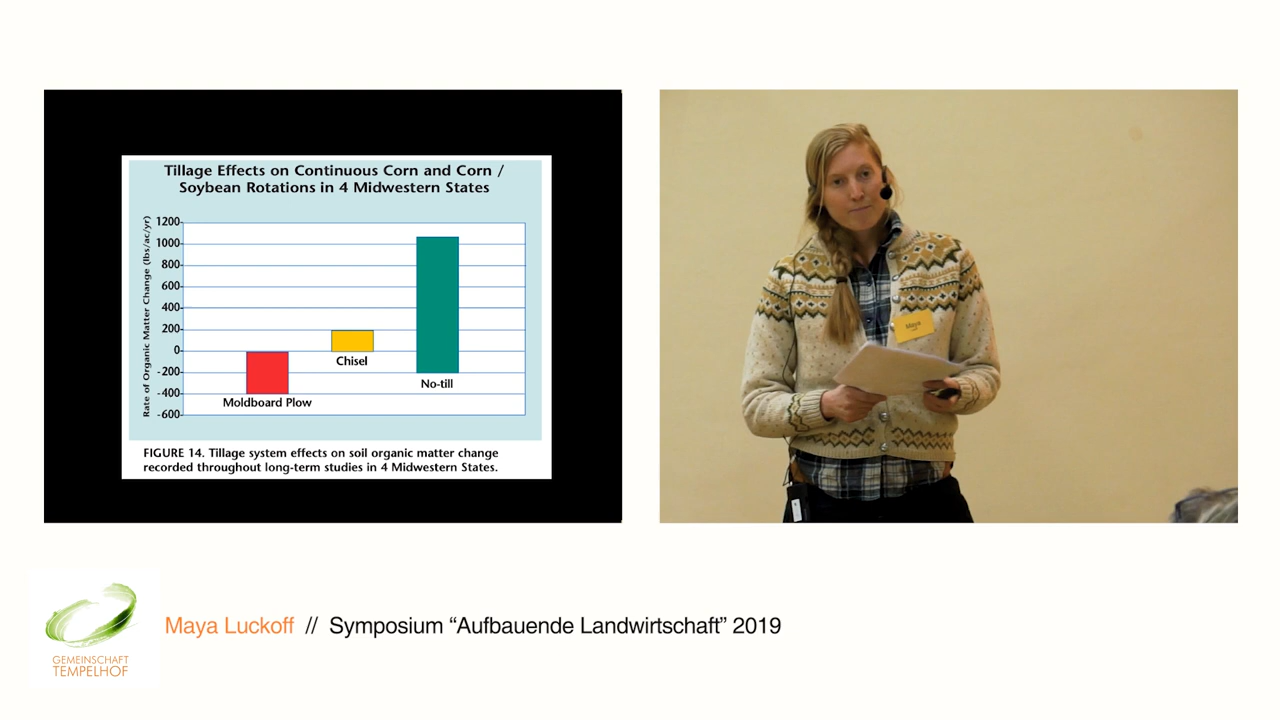 Tillage Effects on Continuous Corn and Corn /
Soybean Rotations in 4 Midwestern States
Rate of Organic Matter Change (lbs/ac/yr)
1200
1000
800
600
400
200
0
-200
-400
-600
Moldboard Plow
Chisel
No-till
FIGURE 14. Tillage system effects on soil organic matter change
recorded throughout long-term studies in 4 Midwestern States.
Maya
GEMEINSCHAFT
TEMPELHOF
Maya Luckoff // Symposium “Aufbauende Landwirtschaft” 2019